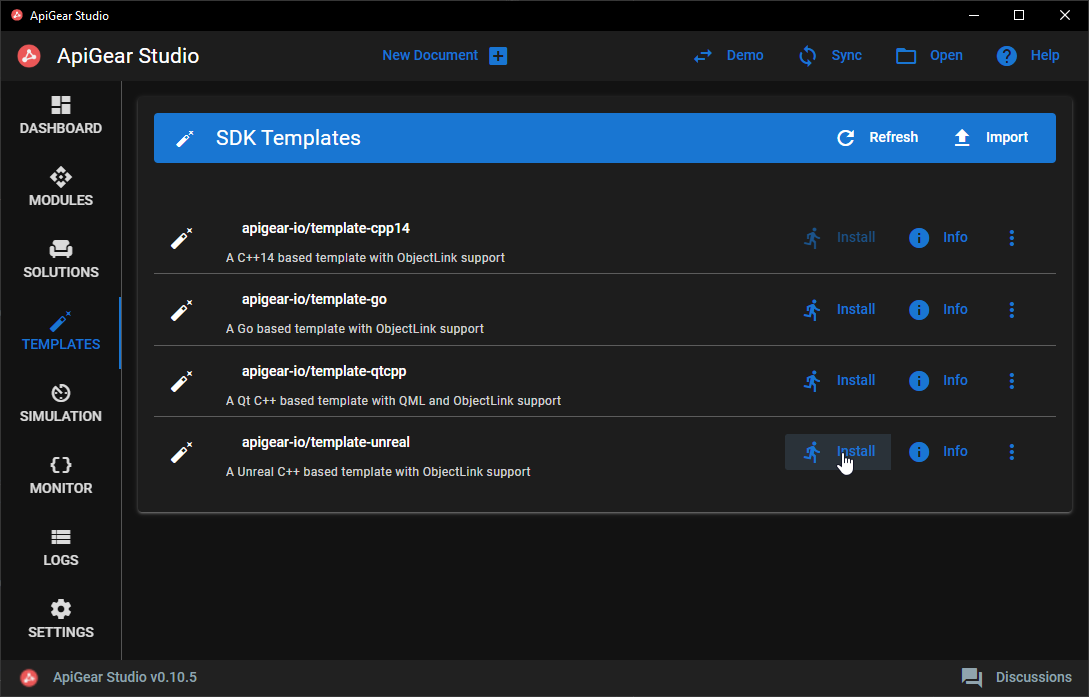 ApiGear Studio
ApiGear Studio
New Document
Demo
Sync
Open
Help
DASHBOARD
MODULES
SOLUTIONS
TEMPLATES
SIMULATION
MONITOR
LOGS
SETTINGS
SDK Templates
Refresh
Import
apigear-io/template-cpp14
A C++14 based template with ObjectLink support
Install
Info
apigear-io/template-go
A Go based template with ObjectLink support
Install
Info
apigear-io/template-qtcpp
A Qt C++ based template with QML and ObjectLink support
Install
Info
apigear-io/template-unreal
A Unreal C++ based template with ObjectLink support
Install
Info
ApiGear Studio v0.10.5
Discussions